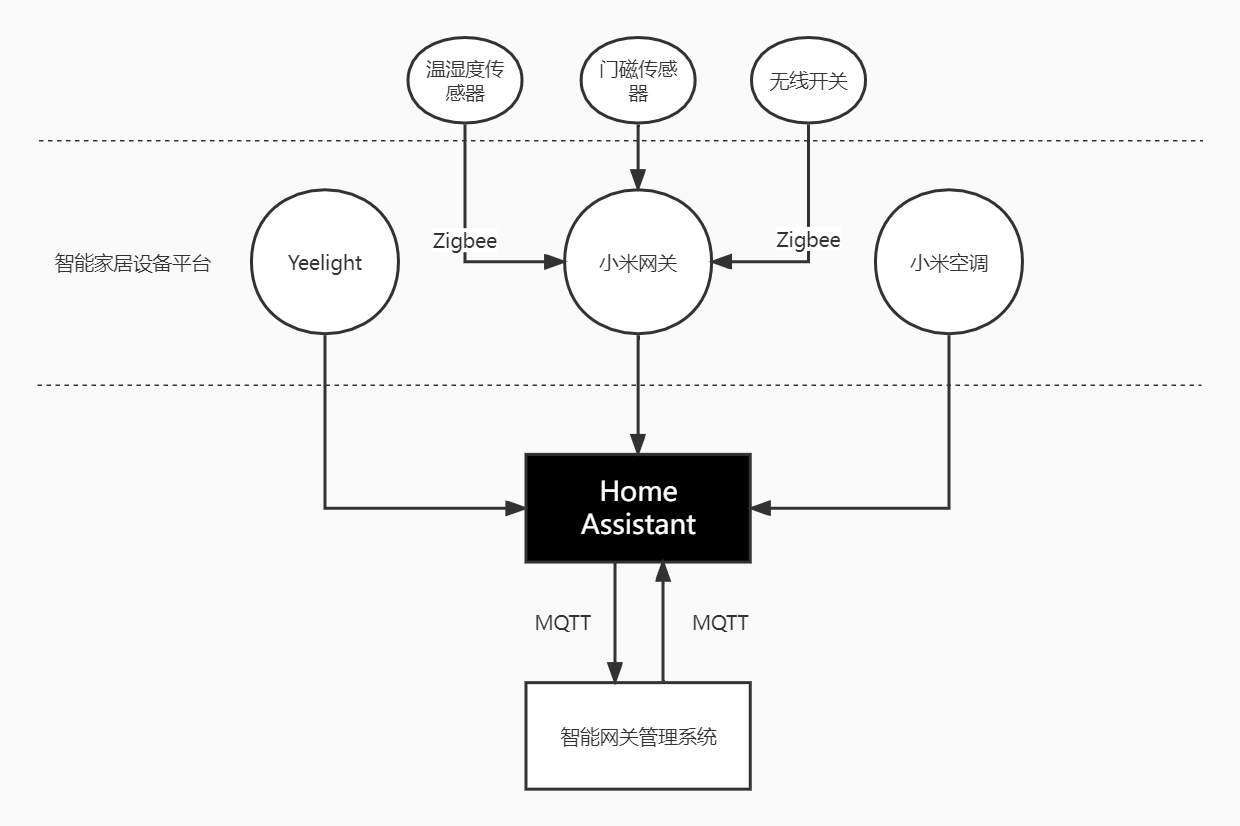 温湿度传
感器
门磁传感
器
无线开关
Zigbee
Zigbee
智能家居设备平台
Yeelight
小米网关
小米空调
Home
Assistant
MQTT
MQTT
智能网关管理系统